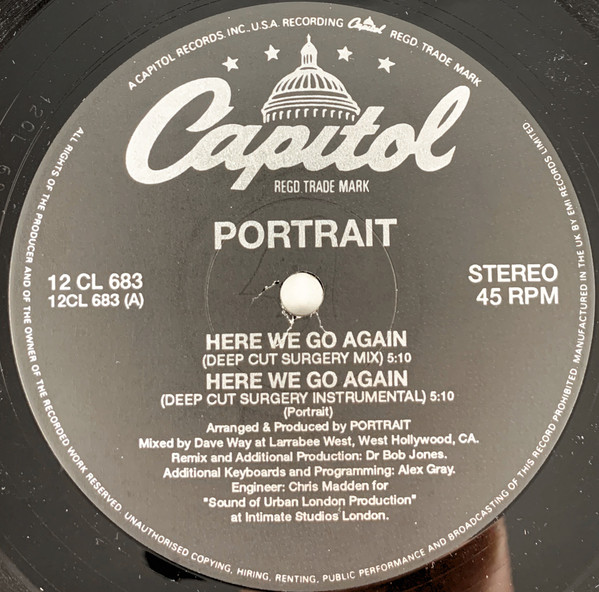 A CAPITOL RECORDS, INC., U.S.A. RECORDING Capitol REGD. TRADE MARK
Capitol
REGD TRADE MARK
PORTRAIT
12 CL 683
12CL 683 (A)
STEREO
45 RPM
HERE WE GO AGAIN
(DEEP CUT SURGERY MIX) 5:10
HERE WE GO AGAIN
(DEEP CUT SURGERY INSTRUMENTAL) 5:10
(Portrait)
Arranged & Produced by PORTRAIT
Mixed by Dave Way at Larrabee West, West Hollywood, CA.
Remix and Additional Production: Dr Bob Jones.
Additional Keyboards and Programming: Alex Gray.
Engineer: Chris Madden for
"Sound of Urban London Production"
at Intimate Studios London.
ALL RIGHTS OF THE PRODUCER AND OF THE OWNER OF THE RECORDED WORK RESERVED. UNAUTHORISED COPYING, HIRING, RENTING, PUBLIC PERFORMANCE AND BROADCASTING OF THIS RECORD PROHIBITED. MANUFACTURED IN THE UK BY EMI RECORDS LIMITED